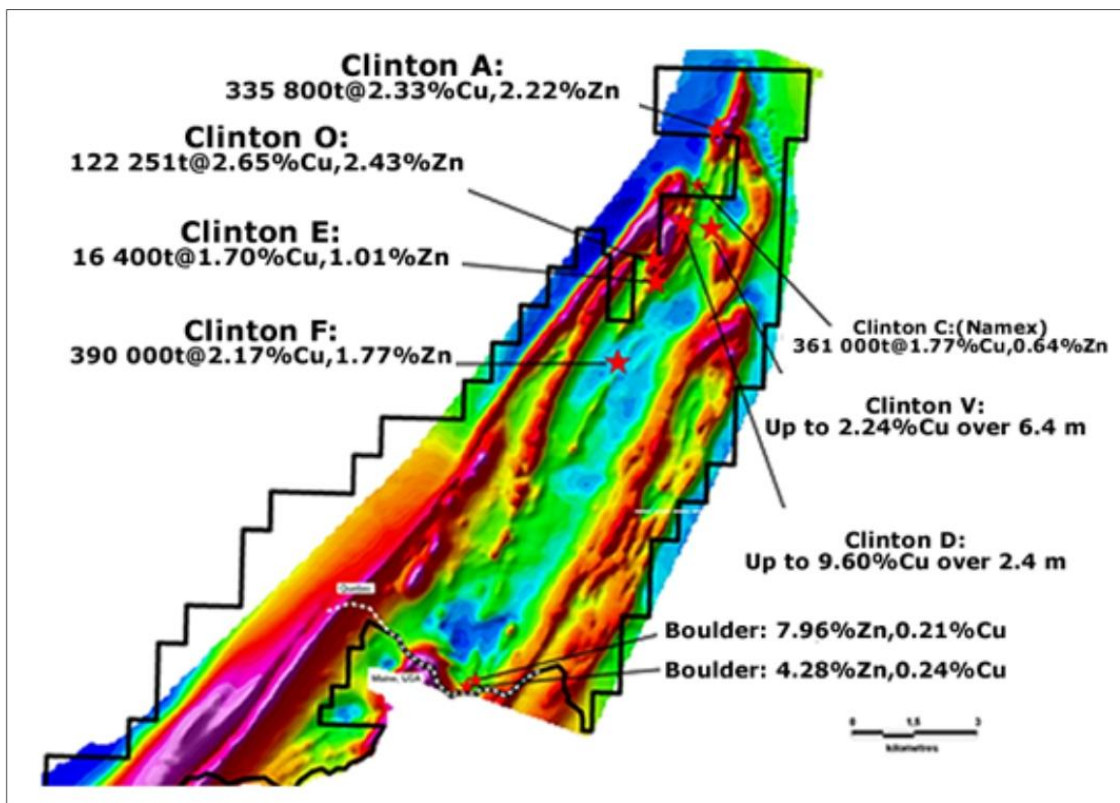 Clinton A:
335 800t@2.33%Cu,2.22%Zn
Clinton O:
122 251t@2.65%Cu,2.43%Zn
Clinton E:
16 400t@1.70%Cu,1.01%Zn
Clinton F:
390 000t@2.17%Cu,1.77%Zn
Clinton C:(Namex)
361 000t@1.77%Cu,0.64%Zn
Clinton V:
Up to 2.24%Cu over 6.4 m
Clinton D:
Up to 9.60%Cu over 2.4 m
Quebec
Maine, USA
Boulder: 7.96%Zn,0.21%Cu
Boulder: 4.28%Zn,0.24%Cu
0 1,5 3
kilometres